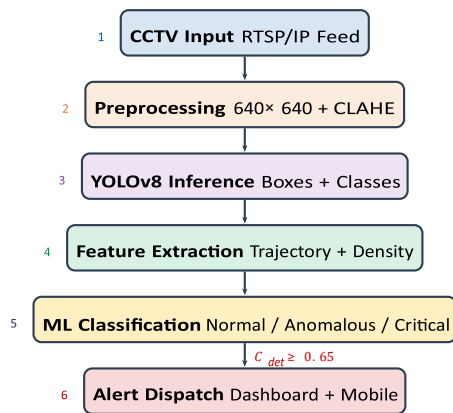 1 CCTV Input RTSP/IP Feed
2 Preprocessing 640× 640 + CLAHE
3 YOLOv8 Inference Boxes + Classes
4 Feature Extraction Trajectory + Density
5 ML Classification Normal / Anomalous / Critical
C det ≥ 0.65
6 Alert Dispatch Dashboard + Mobile